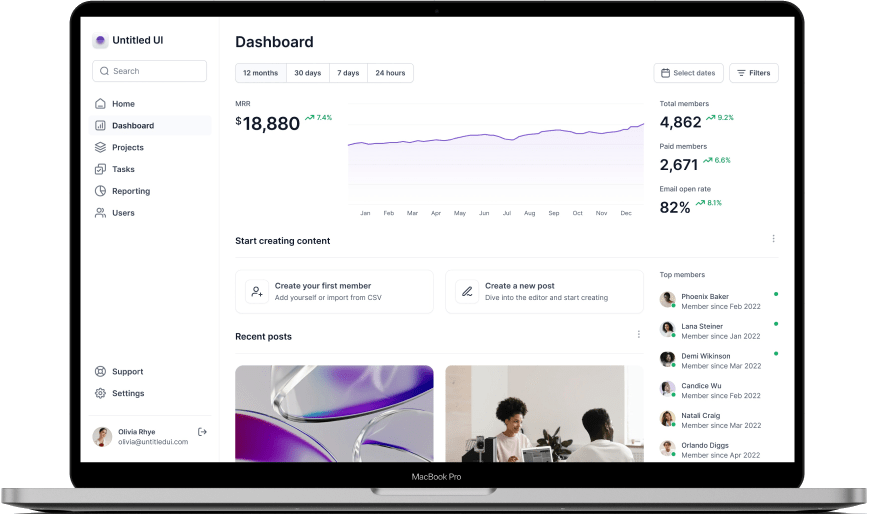 Untitled UI
Search
Home
Dashboard
Projects
Tasks
Reporting
Users
Support
Settings
Olivia Rhye
olivia@untitledui.com
Dashboard
12 months 30 days 7 days 24 hours
Select dates Filters
MRR
$18,880 7.4%
Jan Feb Mar Apr May Jun Jul Aug Sep Oct Nov Dec
Total members
4,862 9.2%
Paid members
2,671 6.6%
Email open rate
82% 8.1%
Start creating content
Create your first member
Add yourself or import from CSV
Create a new post
Dive into the editor and start creating
Recent posts
Top members
Phoenix Baker
Member since Feb 2022
Lana Steiner
Member since Jan 2022
Demi Wikinson
Member since Mar 2022
Candice Wu
Member since Feb 2022
Natali Craig
Member since Mar 2022
Orlando Diggs
Member since Apr 2022
MacBook Pro